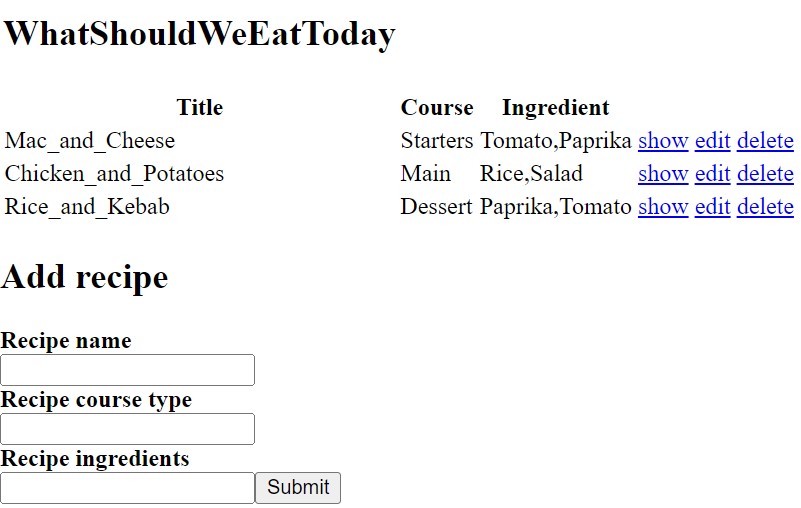 WhatShouldWeEatToday
Title Course Ingredient
Mac_and_Cheese Starters Tomato,Paprika show edit delete
Chicken_and_Potatoes Main Rice,Salad show edit delete
Rice_and_Kebab Dessert Paprika,Tomato show edit delete
Add recipe
Recipe name
Recipe course type
Recipe ingredients
Submit